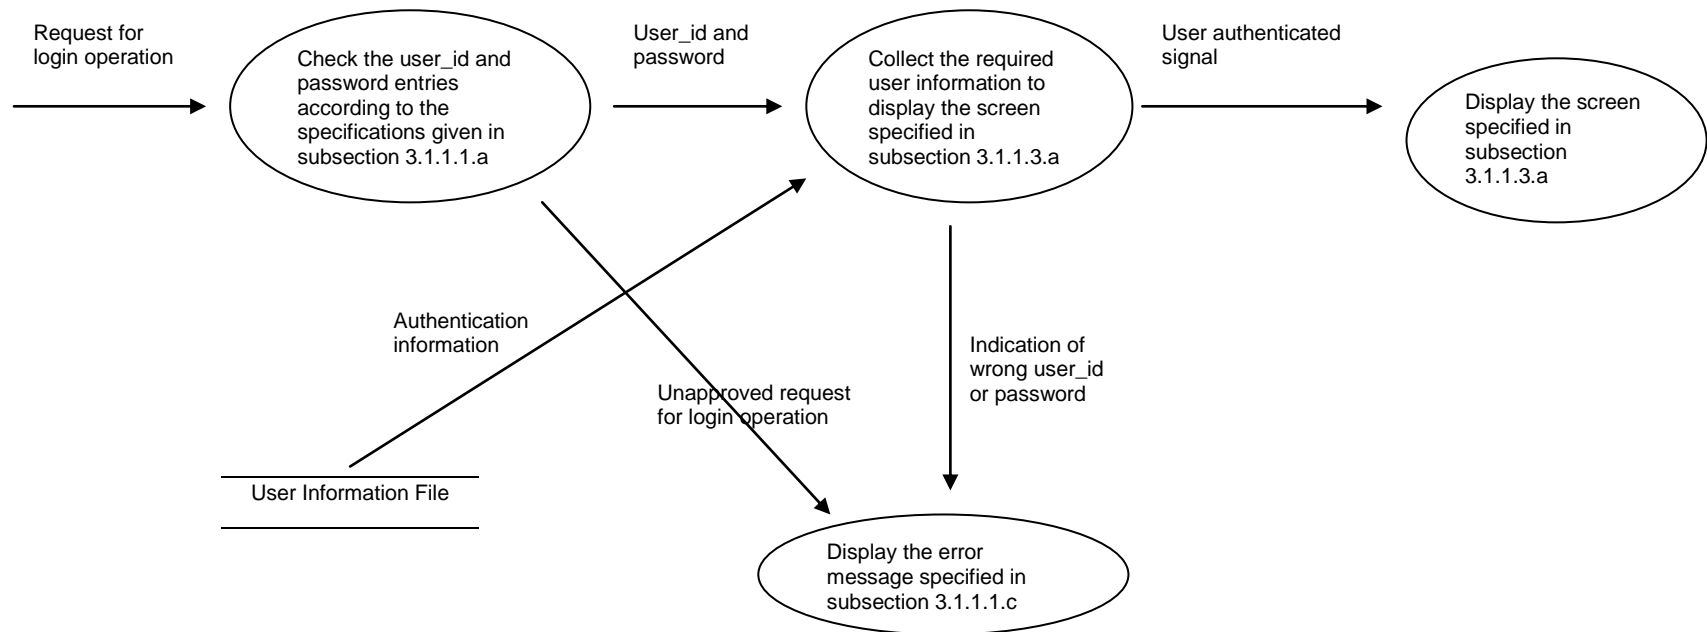 Request for
login operation
Check the user_id and
password entries
according to the
specifications given in
subsection 3.1.1.1.a
User_id and
password
Collect the required
user information to
display the screen
specified in
subsection 3.1.1.3.a
User authenticated
signal
Display the screen
specified in
subsection
3.1.1.3.a
Authentication
information
Unapproved request
for login operation
Indication of
wrong user_id
or password
User Information File
Display the error
message specified in
subsection 3.1.1.1.c